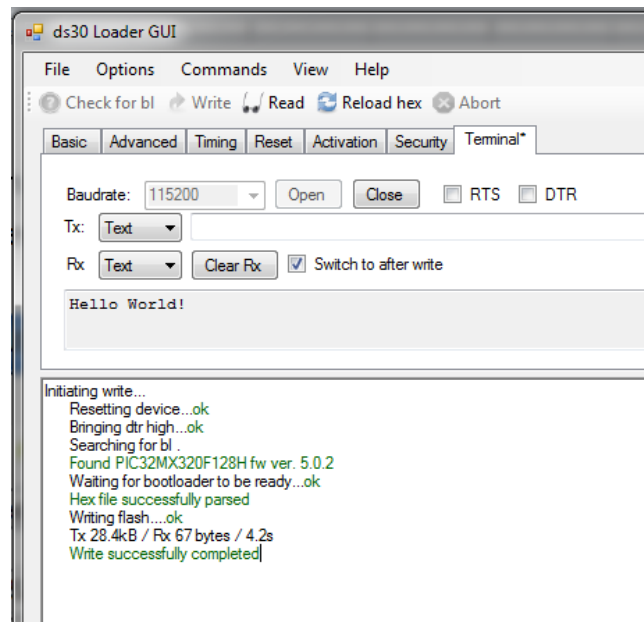 ds30 Loader GUI
File Options Commands View Help
Check for bl Write Read Reload hex Abort
Basic Advanced Timing Reset Activation Security Terminal*
Baudrate: 115200 Open Close RTS DTR
Tx: Text
Rx Text Clear Rx Switch to after write
Hello World!
Initiating write...
Resetting device...ok
Bringing dtr high...ok
Searching for bl .
Found PIC32MX320F128H fw ver. 5.0.2
Waiting for bootloader to be ready...ok
Hex file successfully parsed
Writing flash....ok
Tx 28.4kB / Rx 67 bytes / 4.2s
Write successfully completed